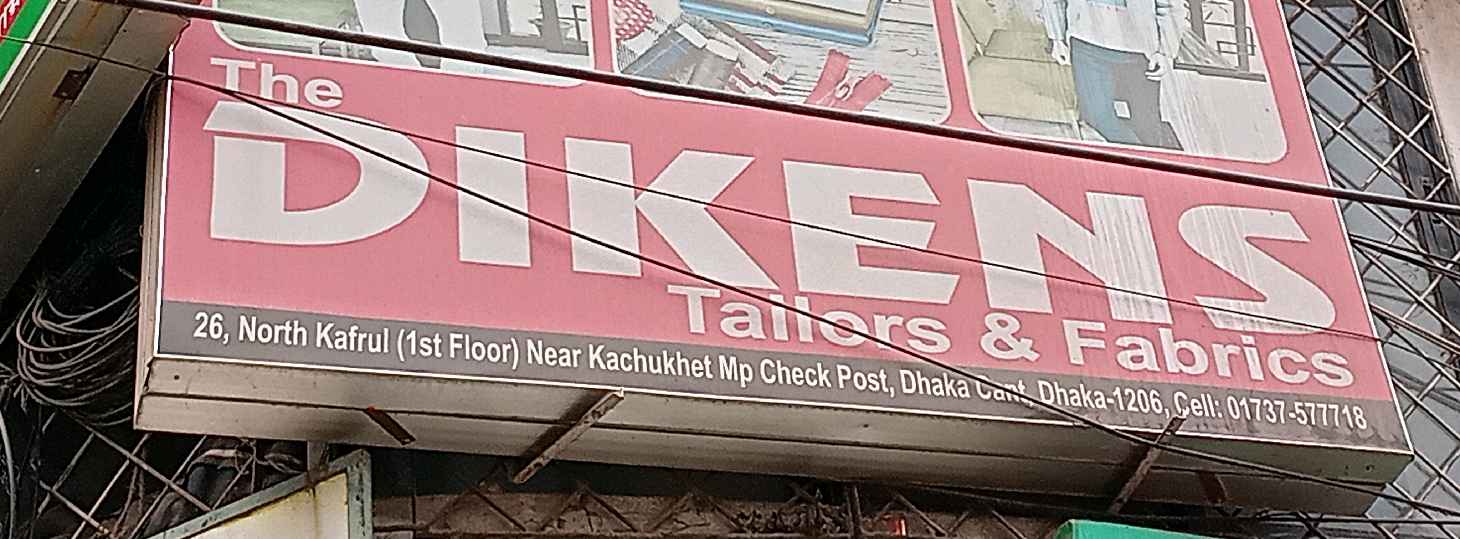 The
DIKENS
Tailors & Fabrics
26, North Kafrul (1st Floor) Near Kachukhet Mp Check Post, Dhaka Cant, Dhaka-1206, Cell: 01737-577718